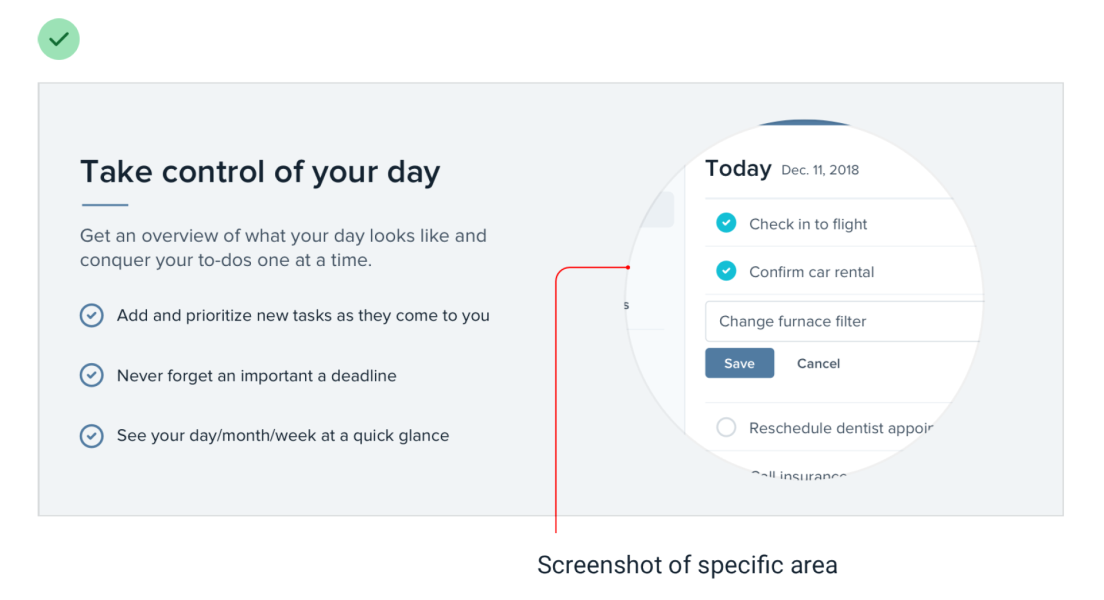 Take control of your day
Get an overview of what your day looks like and
conquer your to-dos one at a time.
Add and prioritize new tasks as they come to you
Never forget an important a deadline
See your day/month/week at a quick glance
Today Dec. 11, 2018
Check in to flight
Confirm car rental
s
Change furnace filter
Save Cancel
Reschedule dentist appoin
Call insurance
Screenshot of specific area